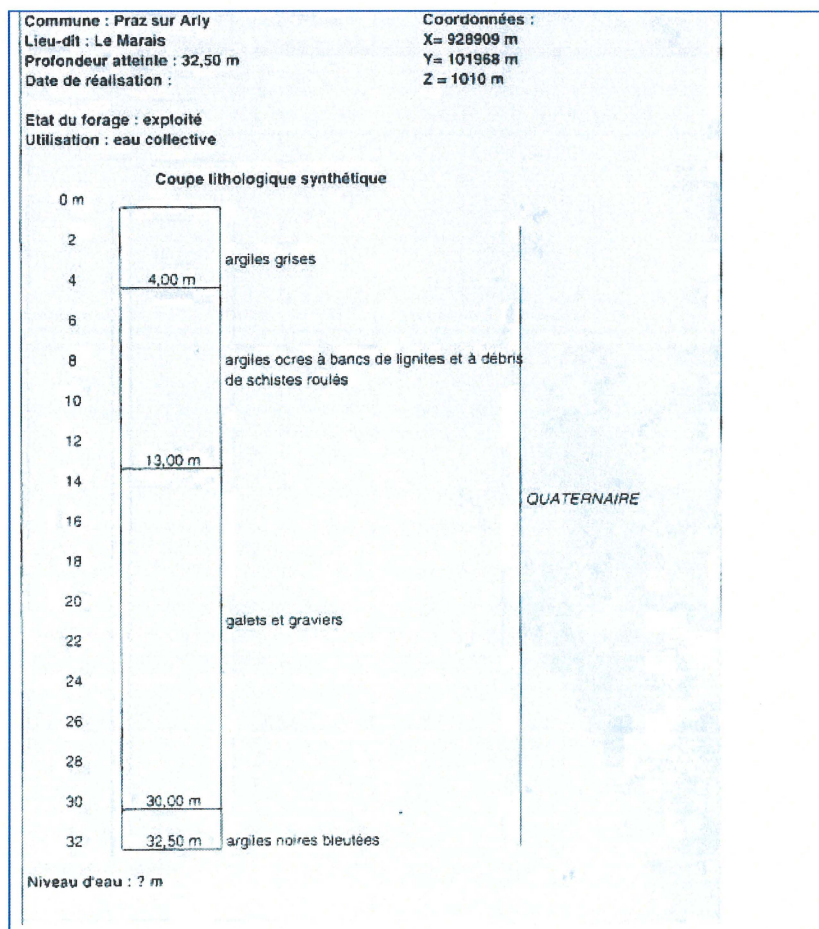 Commune : Praz sur Arly
Lieu-dit : Le Marais
Profondeur atteinte : 32,50 m
Date de réalisation :
Coordonnées :
X= 928909 m
Y= 101968 m
Z = 1010 m
Etat du forage : exploité
Utilisation : eau collective
Coupe lithologique synthétique
0 m
2
argiles grises
4
4,00 m
6
8
argiles ocres à bancs de lignites et à débris
de schistes roulés
10
12
13,00 m
14
QUATERNAIRE
16
18
20
galets et graviers
22
24
26
28
30
30,00 m
32
32,50 m
argiles noires bleutées
Niveau d'eau : ? m